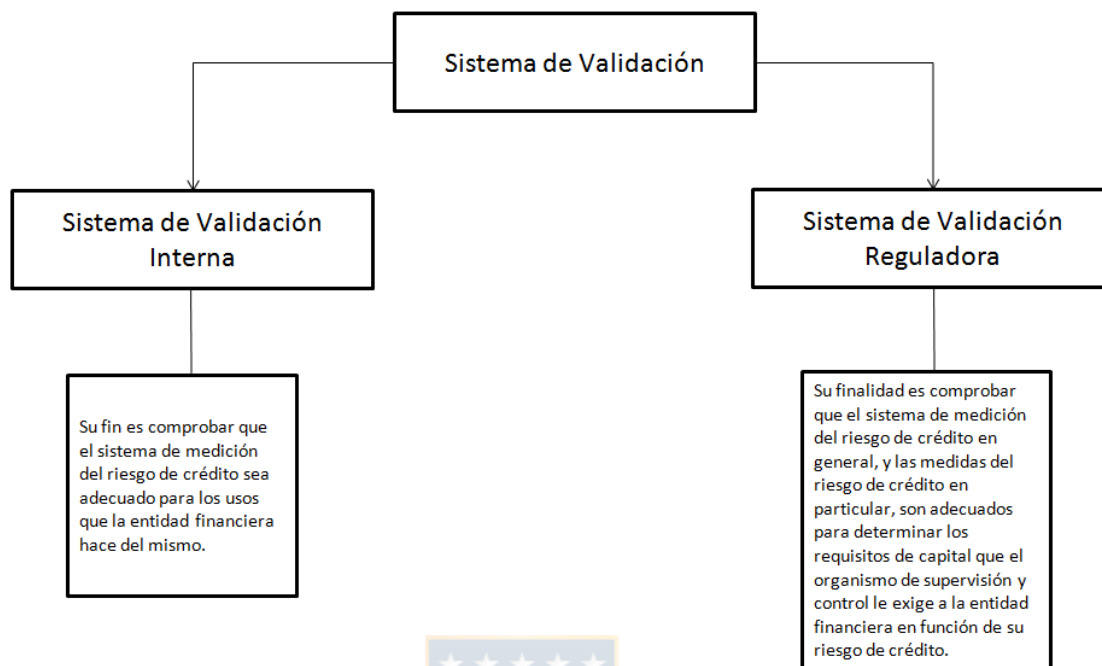 Sistema de Validación
Sistema de Validación
Interna
Sistema de Validación
Reguladora
Su fin es comprobar que
el sistema de medición
del riesgo de crédito sea
adecuado para los usos
que la entidad financiera
hace del mismo.
Su finalidad es comprobar
que el sistema de medición
del riesgo de crédito en
general, y las medidas del
riesgo de crédito en
particular, son adecuados
para determinar los
requisitos de capital que el
organismo de supervisión y
control le exige a la entidad
financiera en función de su
riesgo de crédito.